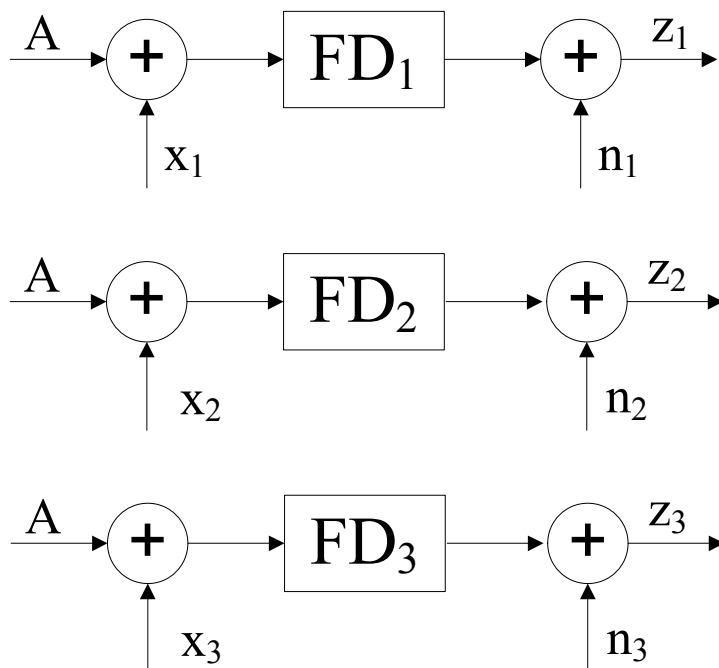 A + FD₁ + z₁
x₁ n₁
A + FD₂ + z₂
x₂ n₂
A + FD₃ + z₃
x₃ n₃